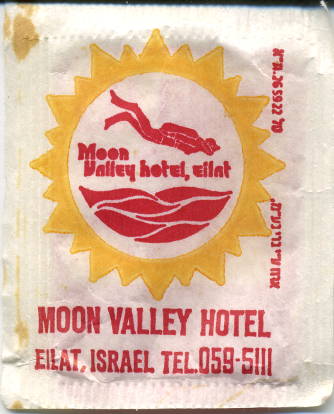 Moon
Valley hotel, Eilat
MOON VALLEY HOTEL
EILAT, ISRAEL TEL.059-5111